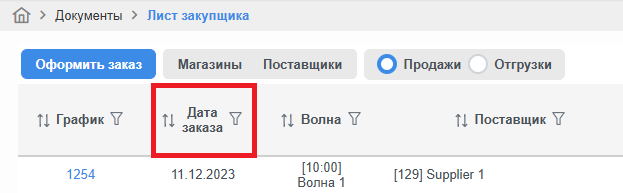 Документы Лист закупщика
Оформить заказ Магазины Поставщики Продажи Отгрузки
График Дата заказа Волна Поставщик
1254 11.12.2023 [10:00] Волна 1 [129] Supplier 1